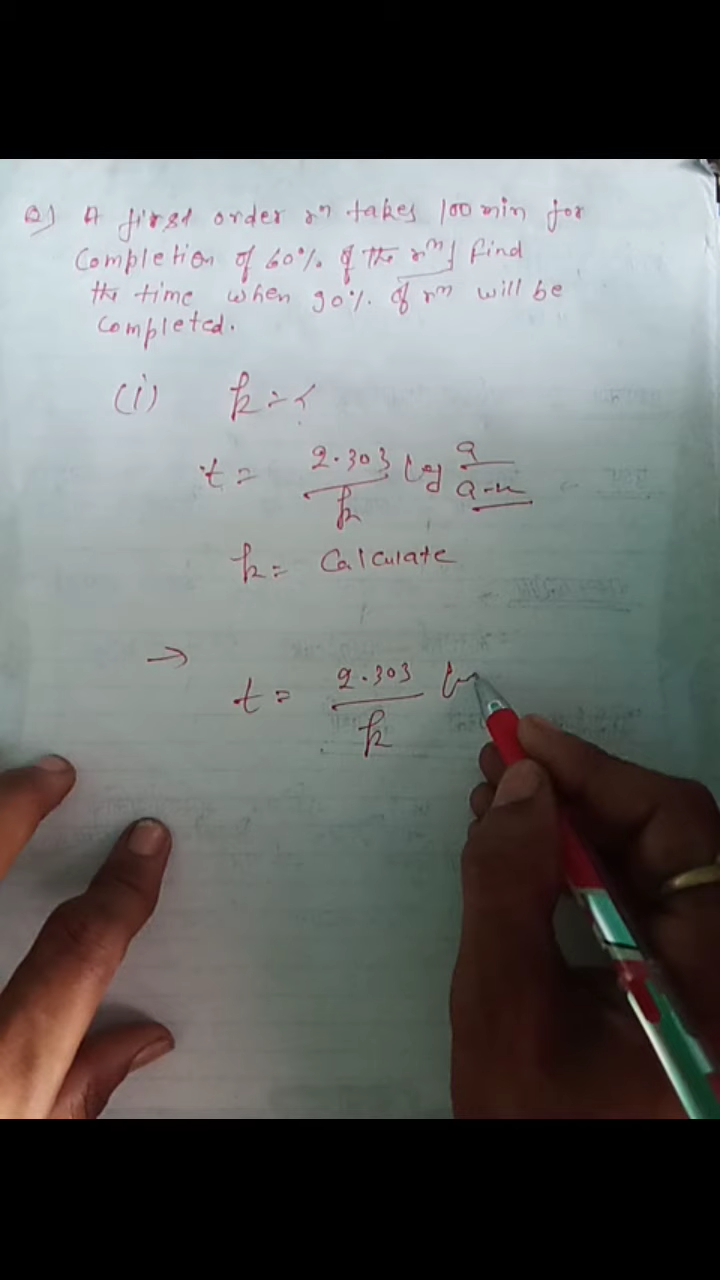 Q) A first order rⁿ takes 100 min for
Completion of 60% of the rⁿ, find
the time when 90% of rⁿ will be
completed.
(i) k = ?
t = 2.303/k log a/a-x
k = Calculate
→ t = 2.303/k